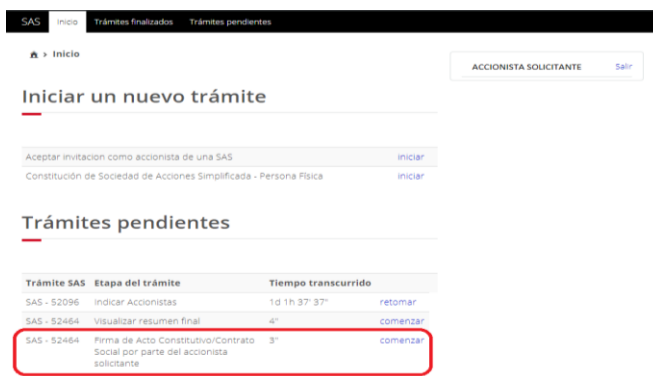 SAS Inicio Trámites finalizados Trámites pendientes
> Inicio
ACCIONISTA SOLICITANTE Salir
Iniciar un nuevo trámite
Aceptar invitacion como accionista de una SAS iniciar
Constitución de Sociedad de Acciones Simplificada - Persona Física iniciar
Trámites pendientes
Trámite SAS Etapa del trámite Tiempo transcurrido
SAS - 52096 Indicar Accionistas 1d 1h 37' 37" retomar
SAS - 52464 Visualizar resumen final 4" comenzar
SAS - 52464 Firma de Acto Constitutivo/Contrato 3" comenzar
Social por parte del accionista
solicitante